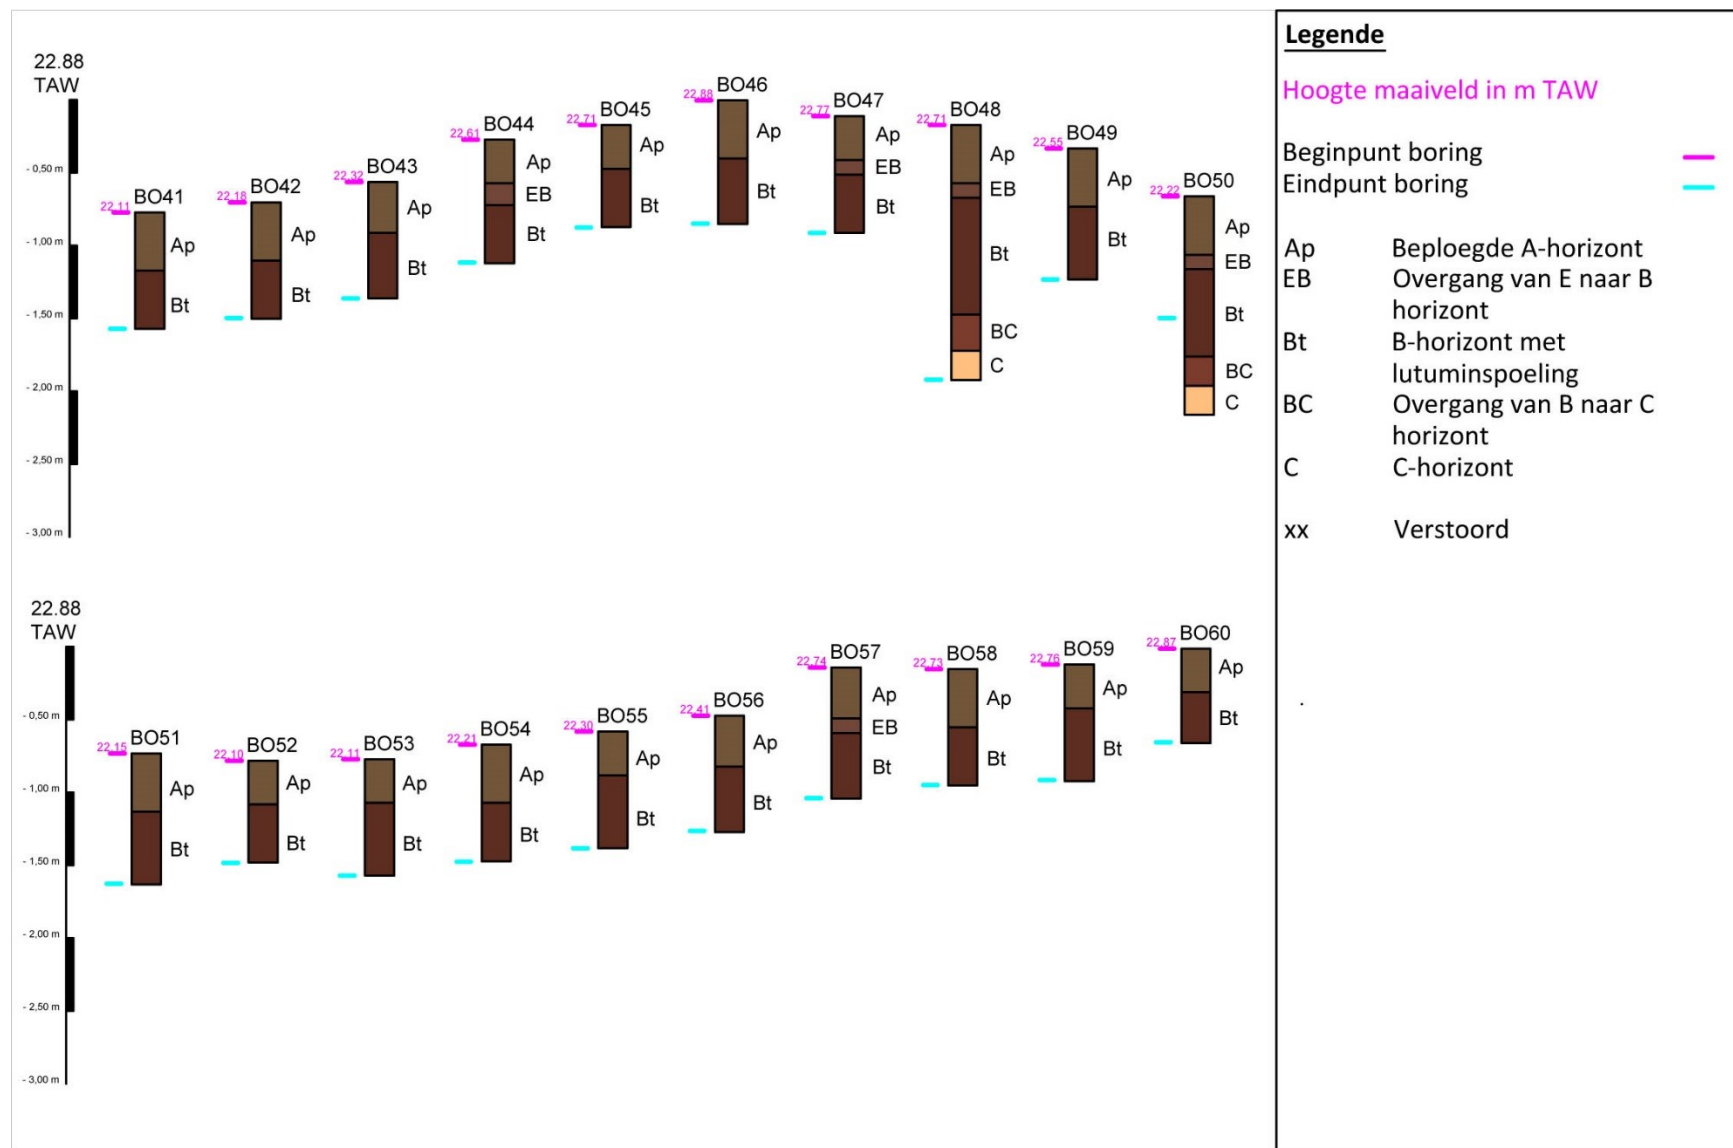 22.88
TAW
- 0,50 m
- 1,00 m
- 1,50 m
- 2,00 m
- 2,50 m
- 3,00 m
22.11
BO41
Ap
Bt
22.18
BO42
Ap
Bt
22.32
BO43
Ap
Bt
22.61
BO44
Ap
EB
Bt
22.71
BO45
Ap
Bt
22.88
BO46
Ap
Bt
22.77
BO47
Ap
EB
Bt
22.71
BO48
Ap
EB
Bt
BC
C
22.55
BO49
Ap
Bt
22.22
BO50
Ap
EB
Bt
BC
C
22.88
TAW
- 0,50 m
- 1,00 m
- 1,50 m
- 2,00 m
- 2,50 m
- 3,00 m
22.15
BO51
Ap
Bt
22.10
BO52
Ap
Bt
22.11
BO53
Ap
Bt
22.21
BO54
Ap
Bt
22.30
BO55
Ap
Bt
22.41
BO56
Ap
Bt
22.74
BO57
Ap
EB
Bt
22.73
BO58
Ap
Bt
22.76
BO59
Ap
Bt
22.87
BO60
Ap
Bt
Legende
Hoogte maaiveld in m TAW
Beginpunt boring
Eindpunt boring
Ap Beploegde A-horizont
EB Overgang van E naar B
horizont
Bt B-horizont met
lutuminspoeling
BC Overgang van B naar C
horizont
C C-horizont
xx Verstoord